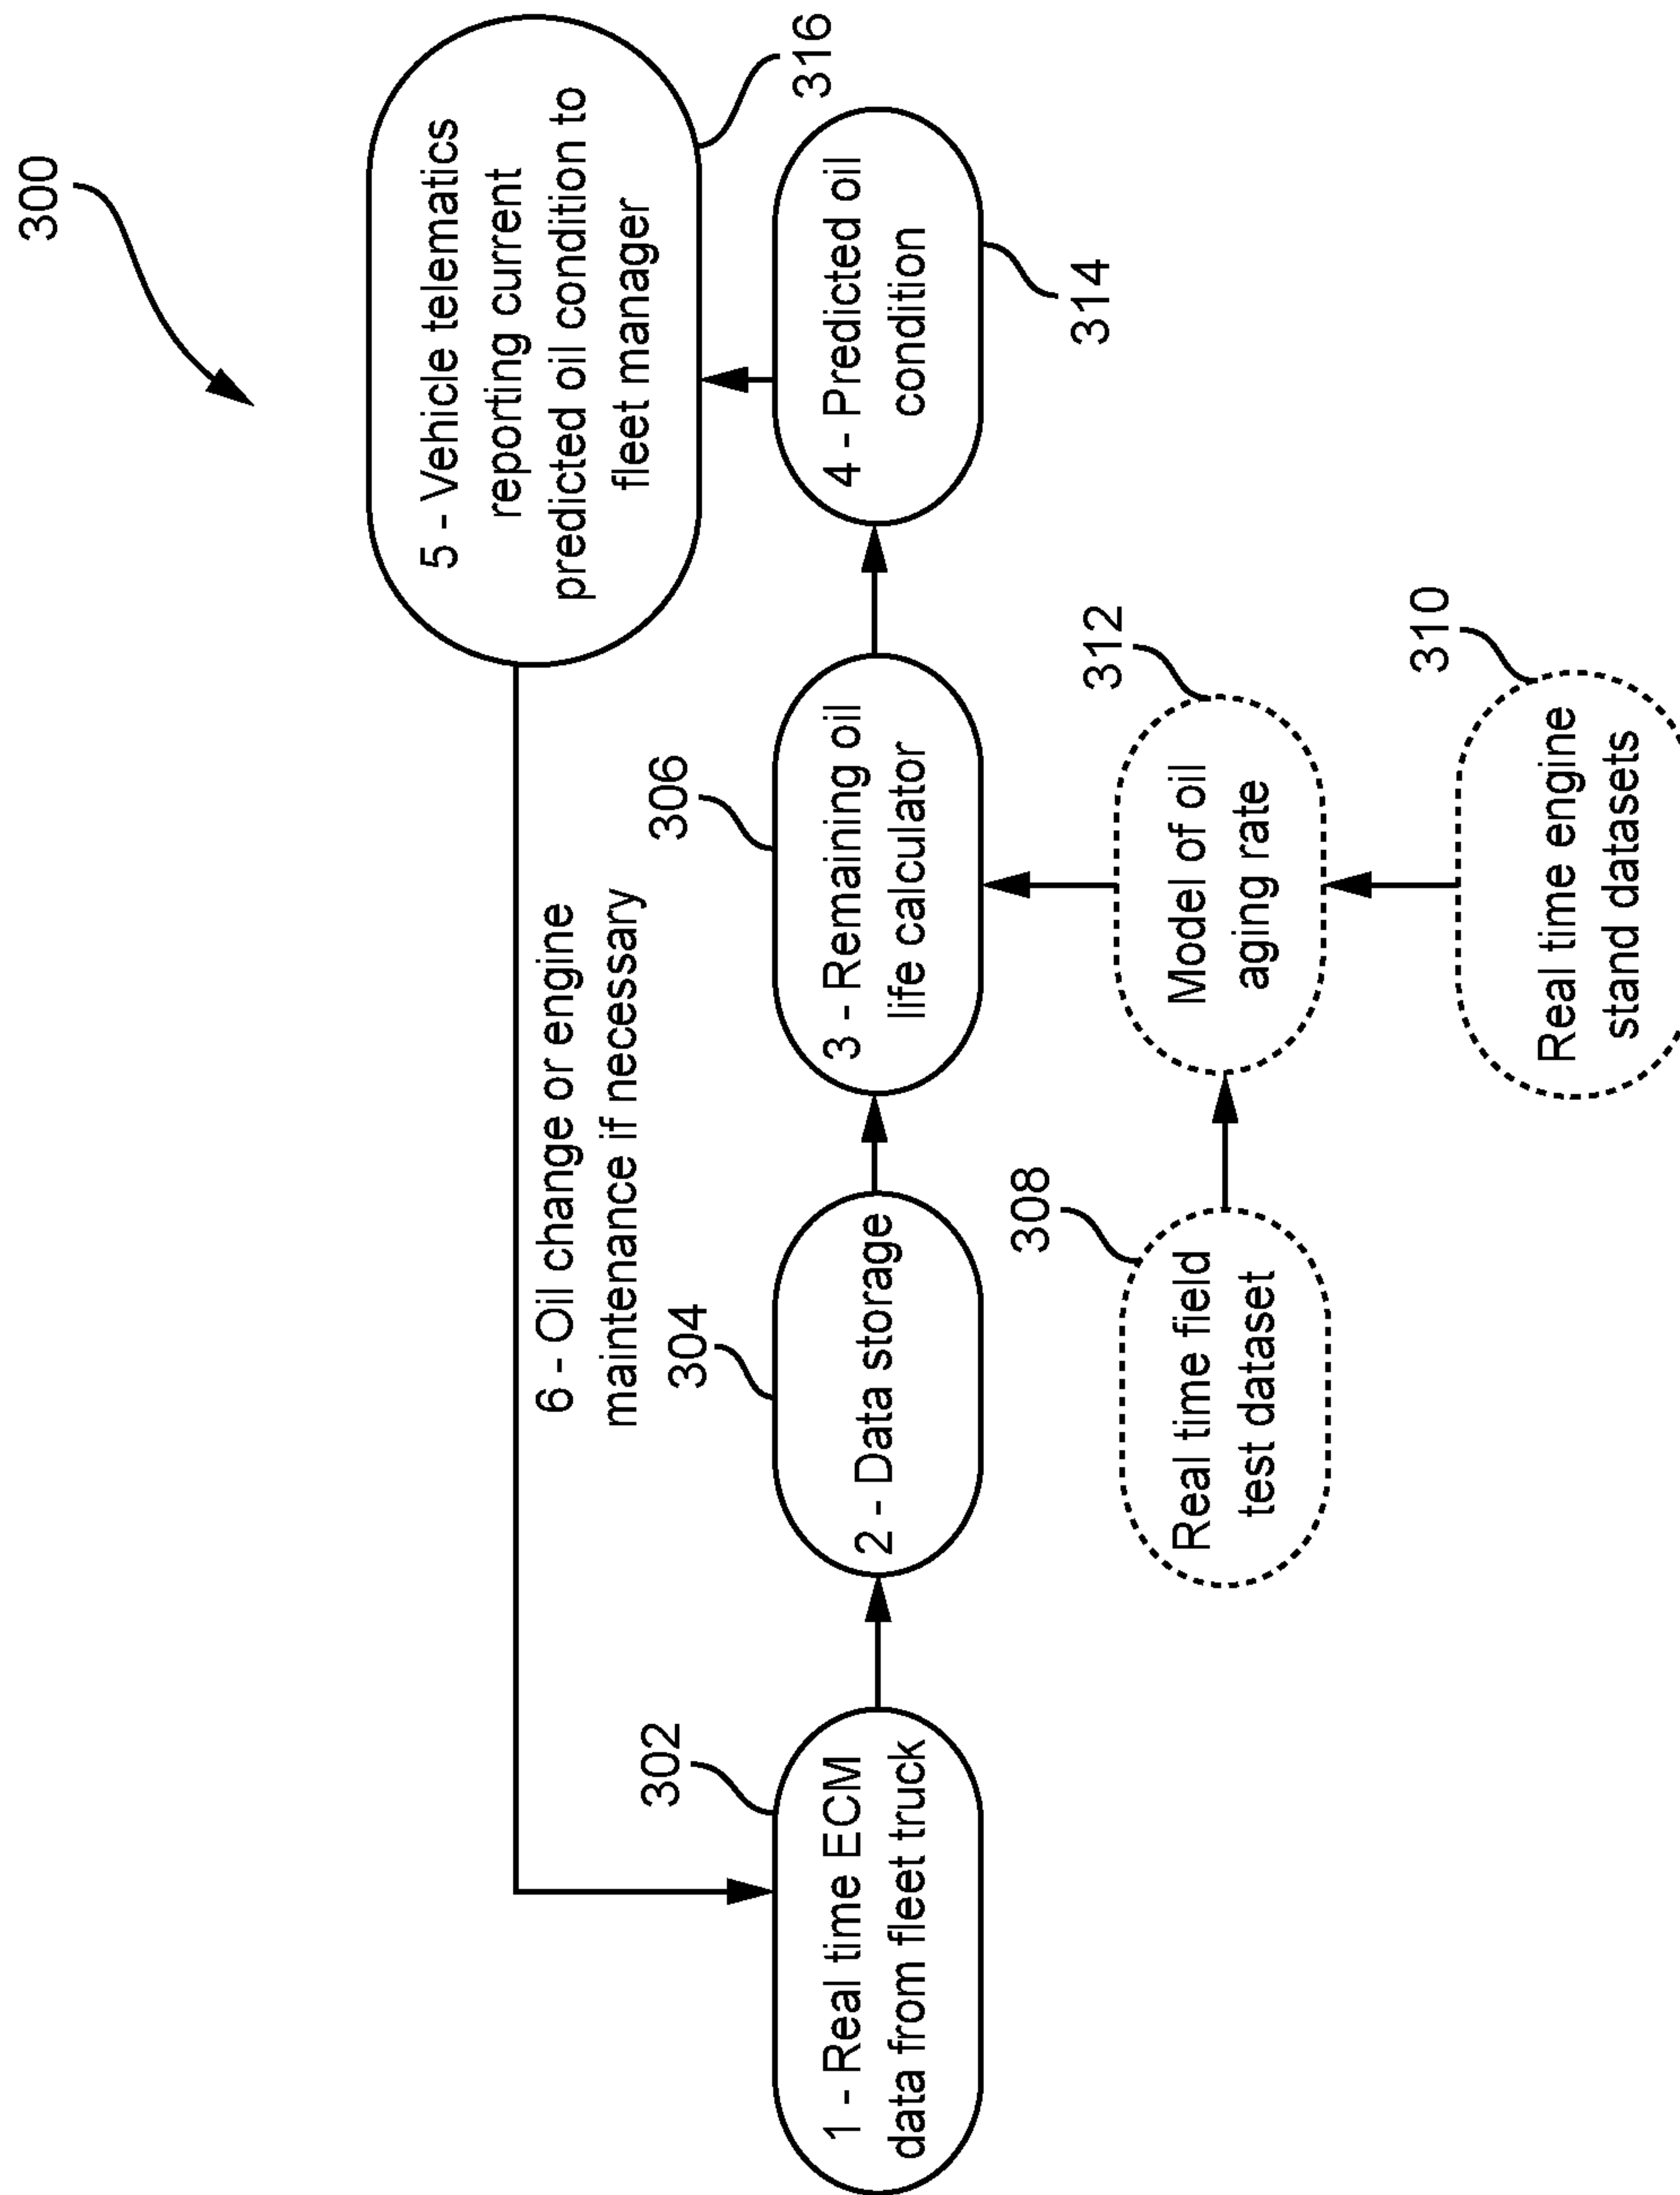 300
5 - Vehicle telematics
reporting current
predicted oil condition to
fleet manager
316
6 - Oil change or engine
maintenance if necessary
302
1 - Real time ECM
data from fleet truck
304
2 - Data storage
306
3 - Remaining oil
life calculator
4 - Predicted oil
condition
314
308
Real time field
test dataset
312
Model of oil
aging rate
310
Real time engine
stand datasets